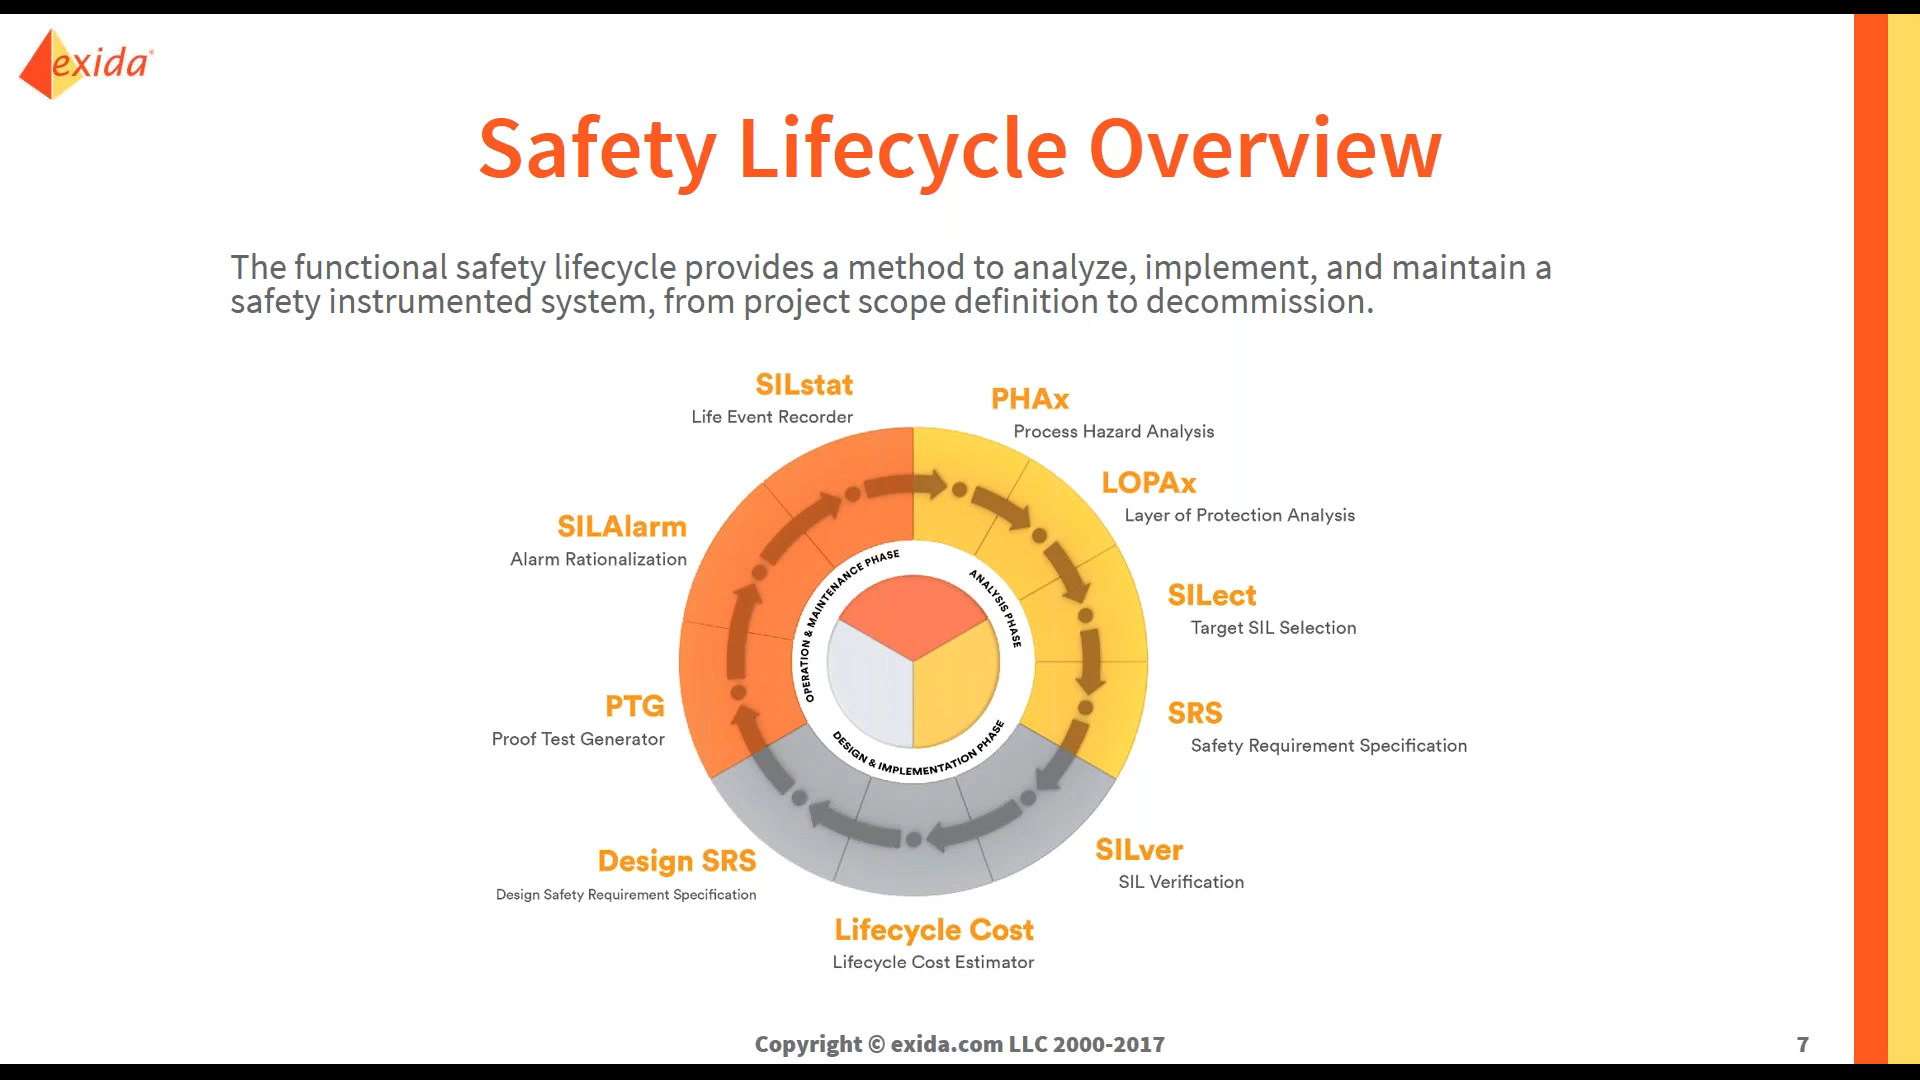 exida®
Safety Lifecycle Overview
The functional safety lifecycle provides a method to analyze, implement, and maintain a
safety instrumented system, from project scope definition to decommission.
SILstat
Life Event Recorder
PHAx
Process Hazard Analysis
LOPAx
Layer of Protection Analysis
SILect
Target SIL Selection
SRS
Safety Requirement Specification
SILver
SIL Verification
Lifecycle Cost
Lifecycle Cost Estimator
Design SRS
Design Safety Requirement Specification
PTG
Proof Test Generator
SILAlarm
Alarm Rationalization
OPERATION & MAINTENANCE PHASE
ANALYSIS PHASE
DESIGN & IMPLEMENTATION PHASE
Copyright © exida.com LLC 2000-2017
7